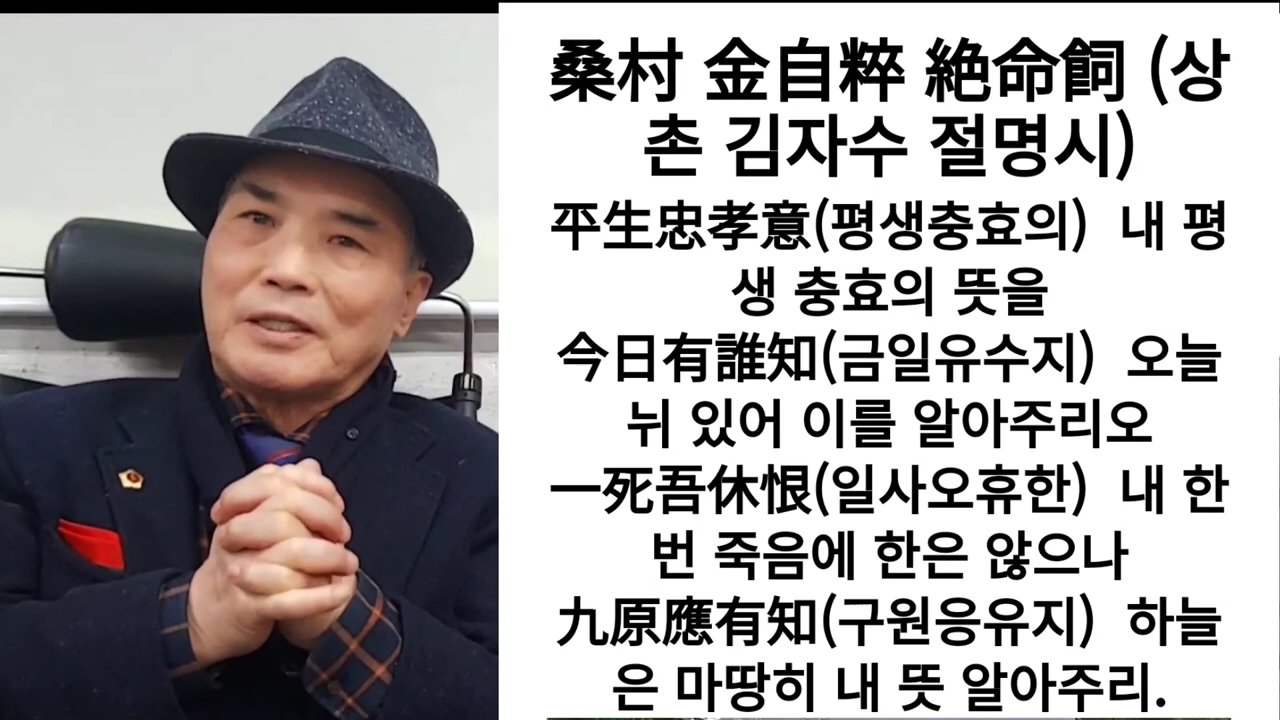 桑村 金自粹 絶命飼 (상
촌 김자수 절명시)
平生忠孝意(평생충효의) 내 평
생 충효의 뜻을
今日有誰知(금일유수지) 오늘
뉘 있어 이를 알아주리오
一死吾休恨(일사오휴한) 내 한
번 죽음에 한은 않으나
九原應有知(구원응유지) 하늘
은 마땅히 내 뜻 알아주리.